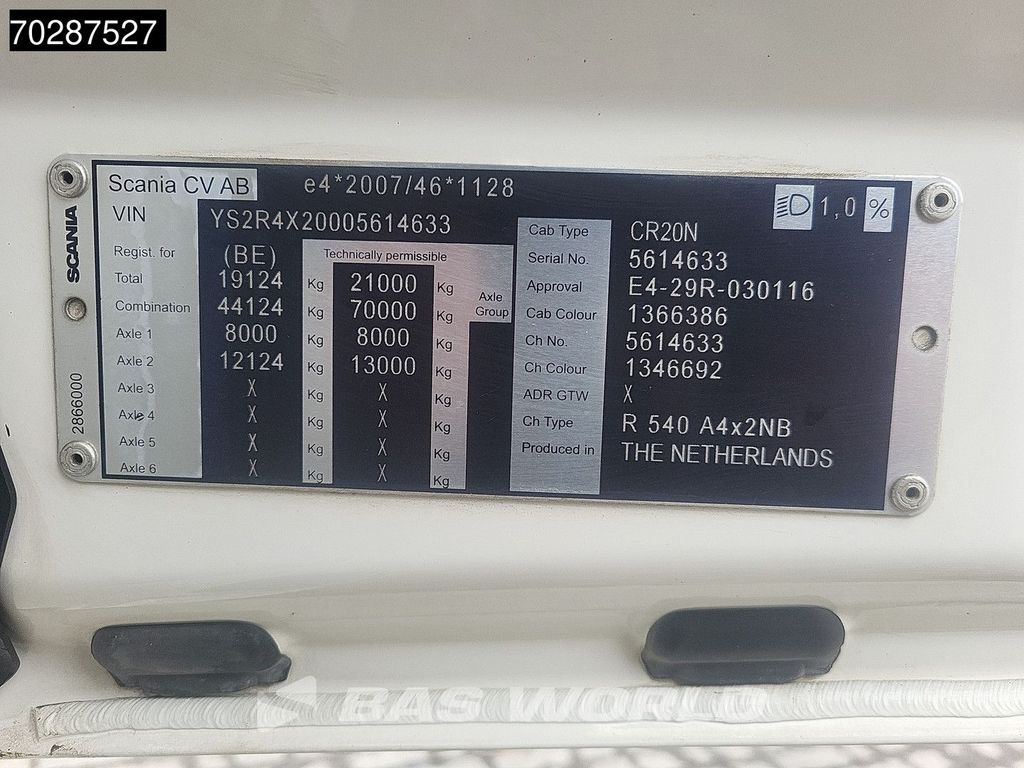 70287527
Scania CV AB e4*2007/46*1128 1,0 %
VIN YS2R4X20005614633
SCANIA
2866000
Regist. for (BE) Technically permissible
Total 19124 Kg 21000 Kg Axle
Combination 44124 Kg 70000 Kg Group
Axle 1 8000 Kg 8000 Kg
Axle 2 12124 Kg 13000 Kg
Axle 3 X Kg X Kg
Axle 4 X Kg X Kg
Axle 5 X Kg X Kg
Axle 6 X Kg X Kg
Cab Type CR20N
Serial No. 5614633
Approval E4-29R-030116
Cab Colour 1366386
Ch No. 5614633
Ch Colour 1346692
ADR GTW X
Ch Type R 540 A4x2NB
Produced in THE NETHERLANDS
BAS WORLD